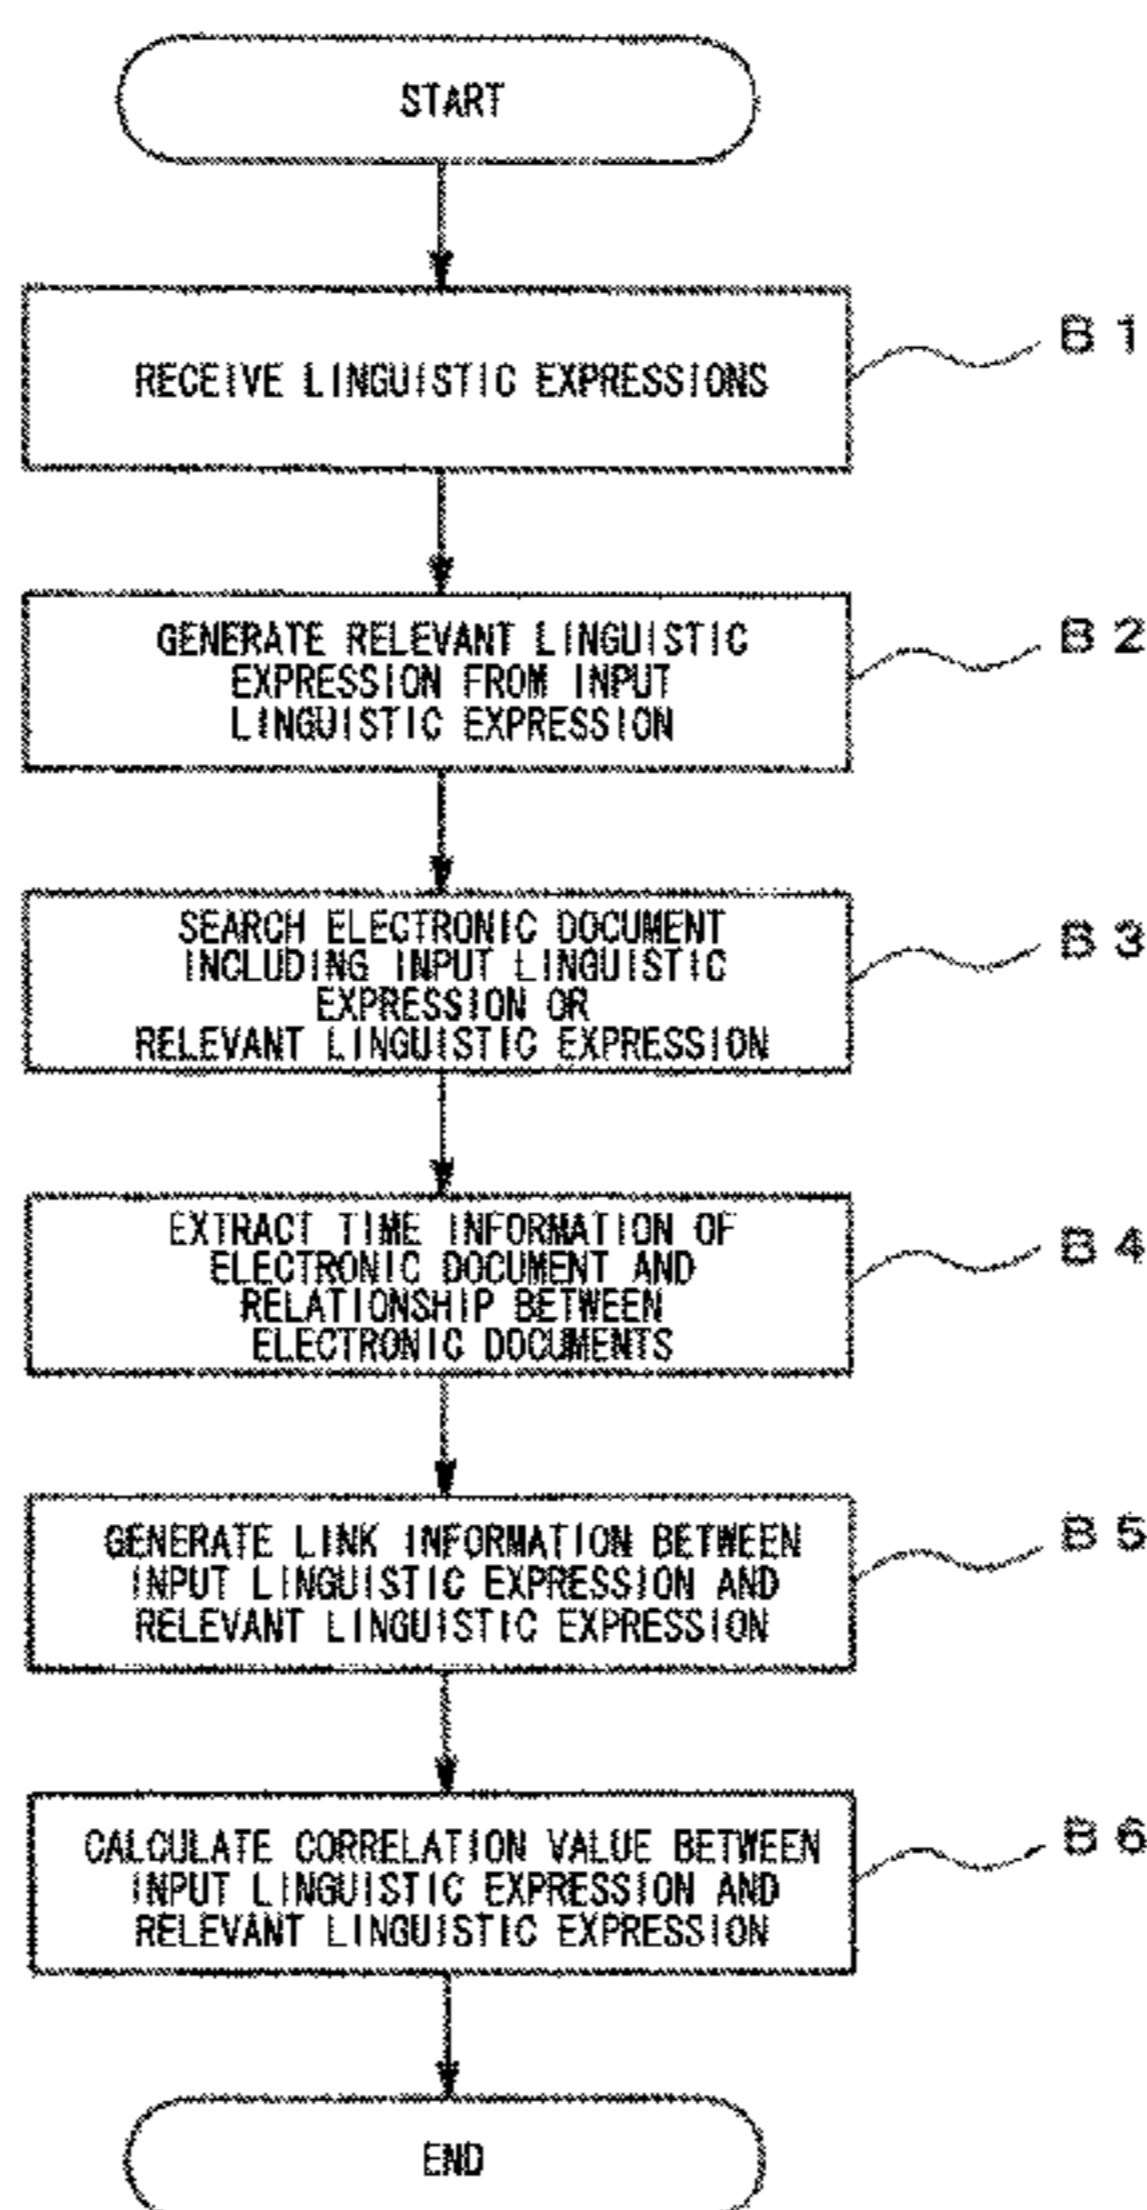 START
RECEIVE LINGUISTIC EXPRESSIONS
B1
GENERATE RELEVANT LINGUISTIC
EXPRESSION FROM INPUT
LINGUISTIC EXPRESSION
B2
SEARCH ELECTRONIC DOCUMENT
INCLUDING INPUT LINGUISTIC
EXPRESSION OR
RELEVANT LINGUISTIC EXPRESSION
B3
EXTRACT TIME INFORMATION OF
ELECTRONIC DOCUMENT AND
RELATIONSHIP BETWEEN
ELECTRONIC DOCUMENTS
B4
GENERATE LINK INFORMATION BETWEEN
INPUT LINGUISTIC EXPRESSION AND
RELEVANT LINGUISTIC EXPRESSION
B5
CALCULATE CORRELATION VALUE BETWEEN
INPUT LINGUISTIC EXPRESSION AND
RELEVANT LINGUISTIC EXPRESSION
B6
END